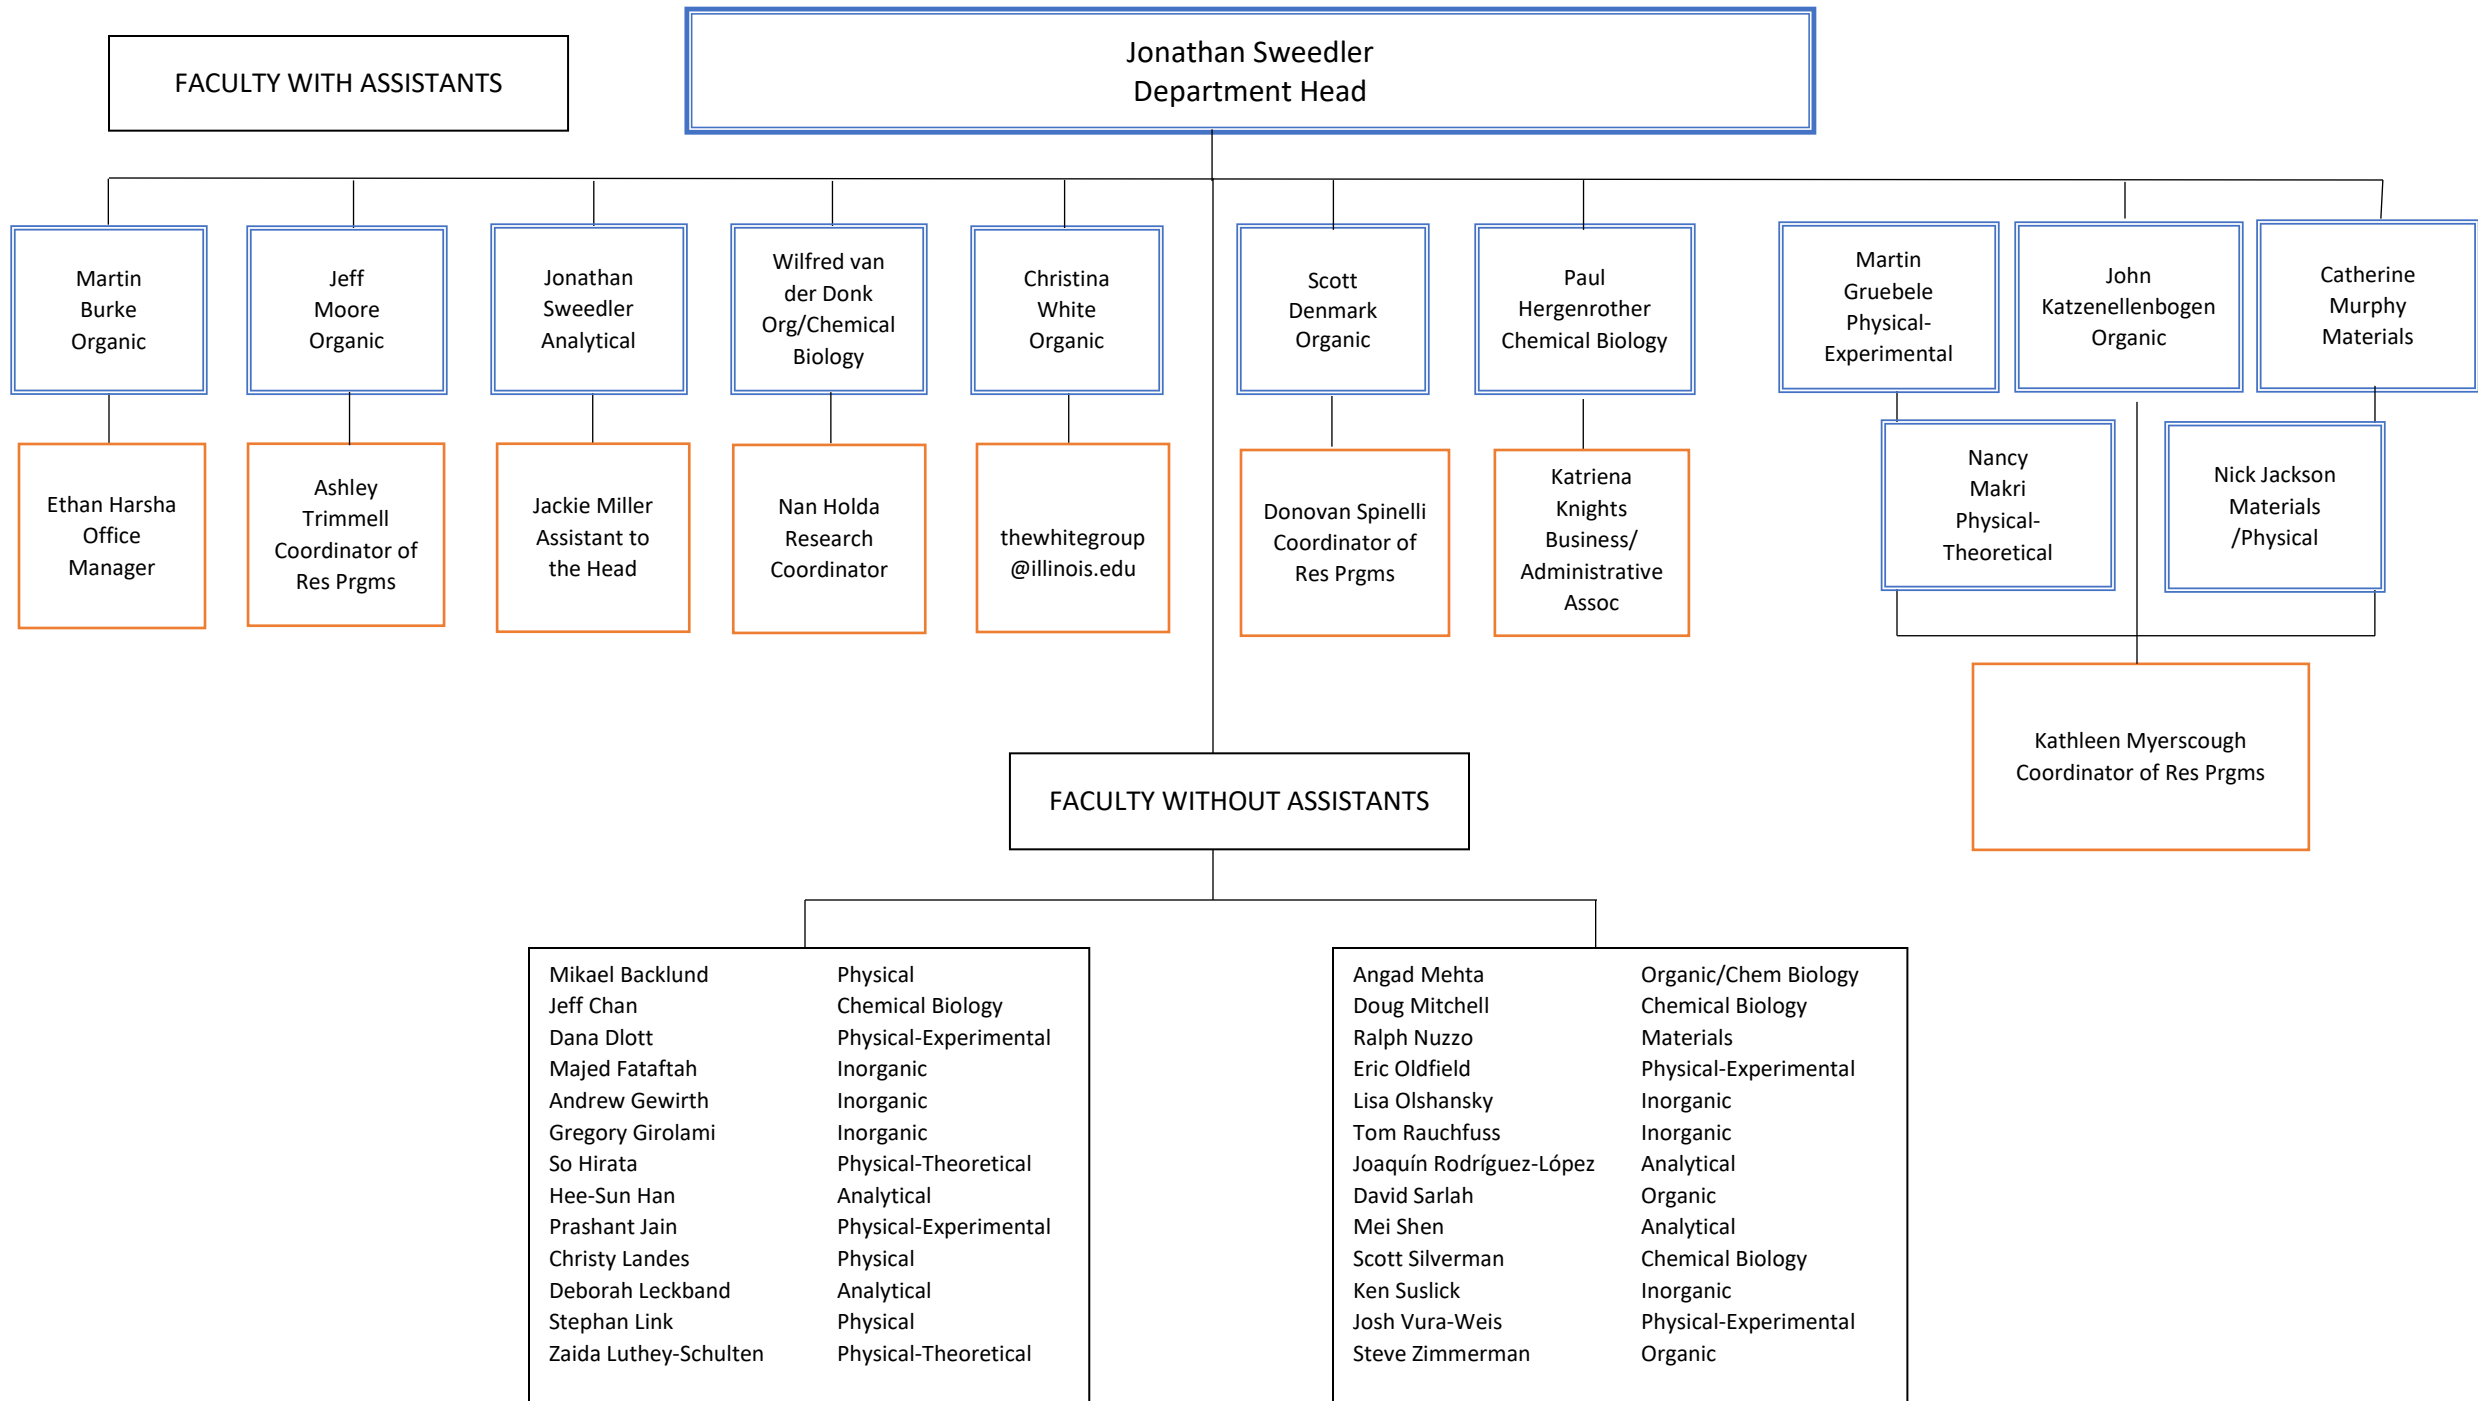 FACULTY WITH ASSISTANTS
Jonathan Sweedler
Department Head
Martin
Burke
Organic
Jeff
Moore
Organic
Jonathan
Sweedler
Analytical
Wilfred van
der Donk
Org/Chemical
Biology
Christina
White
Organic
Scott
Denmark
Organic
Paul
Hergenrother
Chemical Biology
Martin
Gruebele
Physical-
Experimental
John
Katzenellenbogen
Organic
Catherine
Murphy
Materials
Ethan Harsha
Office
Manager
Ashley
Trimmell
Coordinator of
Res Prgms
Jackie Miller
Assistant to
the Head
Nan Holda
Research
Coordinator
thewhitegroup
@illinois.edu
Donovan Spinelli
Coordinator of
Res Prgms
Katriena
Knights
Business/
Administrative
Assoc
Nancy
Makri
Physical-
Theoretical
Nick Jackson
Materials
/Physical
Kathleen Myerscough
Coordinator of Res Prgms
FACULTY WITHOUT ASSISTANTS
Mikael Backlund Physical
Jeff Chan Chemical Biology
Dana Dlott Physical-Experimental
Majed Fataftah Inorganic
Andrew Gewirth Inorganic
Gregory Girolami Inorganic
So Hirata Physical-Theoretical
Hee-Sun Han Analytical
Prashant Jain Physical-Experimental
Christy Landes Physical
Deborah Leckband Analytical
Stephan Link Physical
Zaida Luthey-Schulten Physical-Theoretical
Angad Mehta Organic/Chem Biology
Doug Mitchell Chemical Biology
Ralph Nuzzo Materials
Eric Oldfield Physical-Experimental
Lisa Olshansky Inorganic
Tom Rauchfuss Inorganic
Joaquín Rodríguez-López Analytical
David Sarlah Organic
Mei Shen Analytical
Scott Silverman Chemical Biology
Ken Suslick Inorganic
Josh Vura-Weis Physical-Experimental
Steve Zimmerman Organic